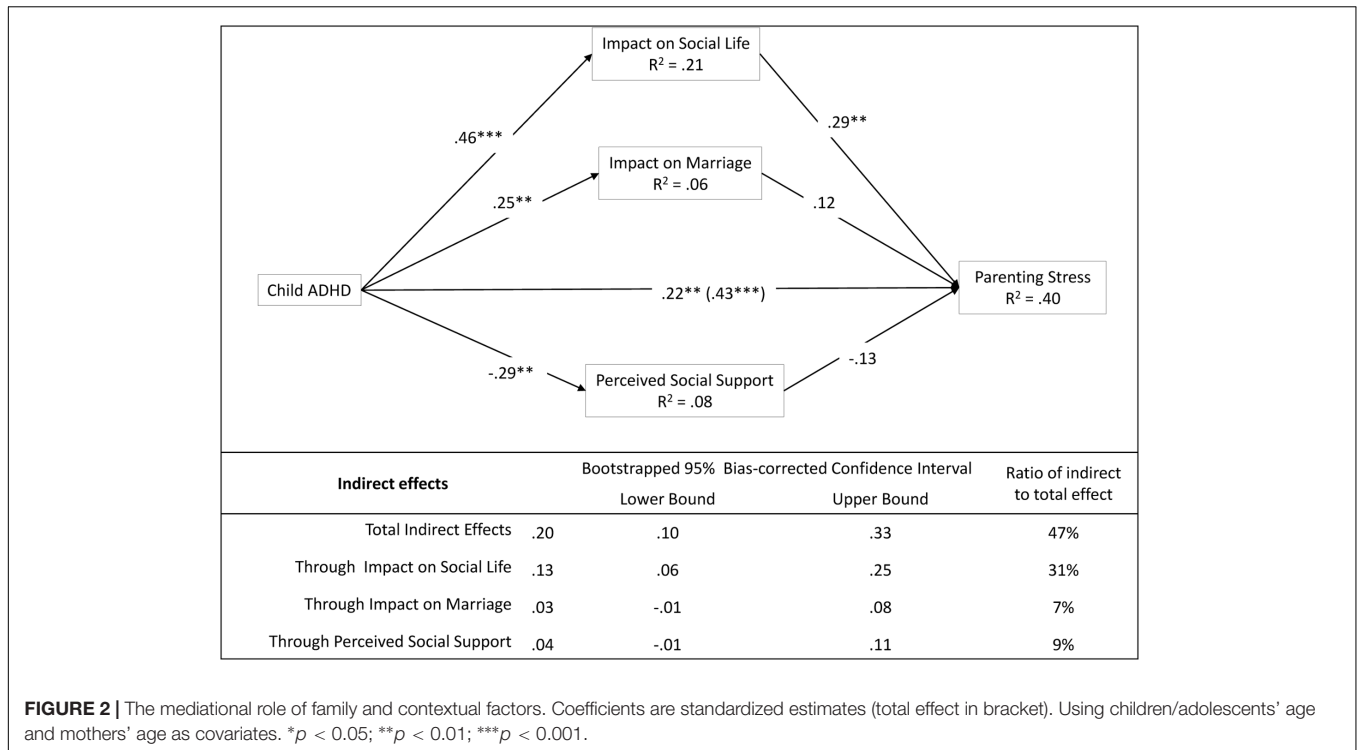 Impact on Social Life
R² = .21
.46***
.29**
Impact on Marriage
R² = .06
.25**
.12
Child ADHD
.22** (.43***)
Parenting Stress
R² = .40
-.29**
-.13
Perceived Social Support
R² = .08
Indirect effects
Bootstrapped 95% Bias-corrected Confidence Interval
Lower Bound Upper Bound
Ratio of indirect
to total effect
Total Indirect Effects .20 .10 .33 47%
Through Impact on Social Life .13 .06 .25 31%
Through Impact on Marriage .03 -.01 .08 7%
Through Perceived Social Support .04 -.01 .11 9%
FIGURE 2 | The mediational role of family and contextual factors. Coefficients are standardized estimates (total effect in bracket). Using children/adolescents' age
and mothers' age as covariates. *p < 0.05; **p < 0.01; ***p < 0.001.